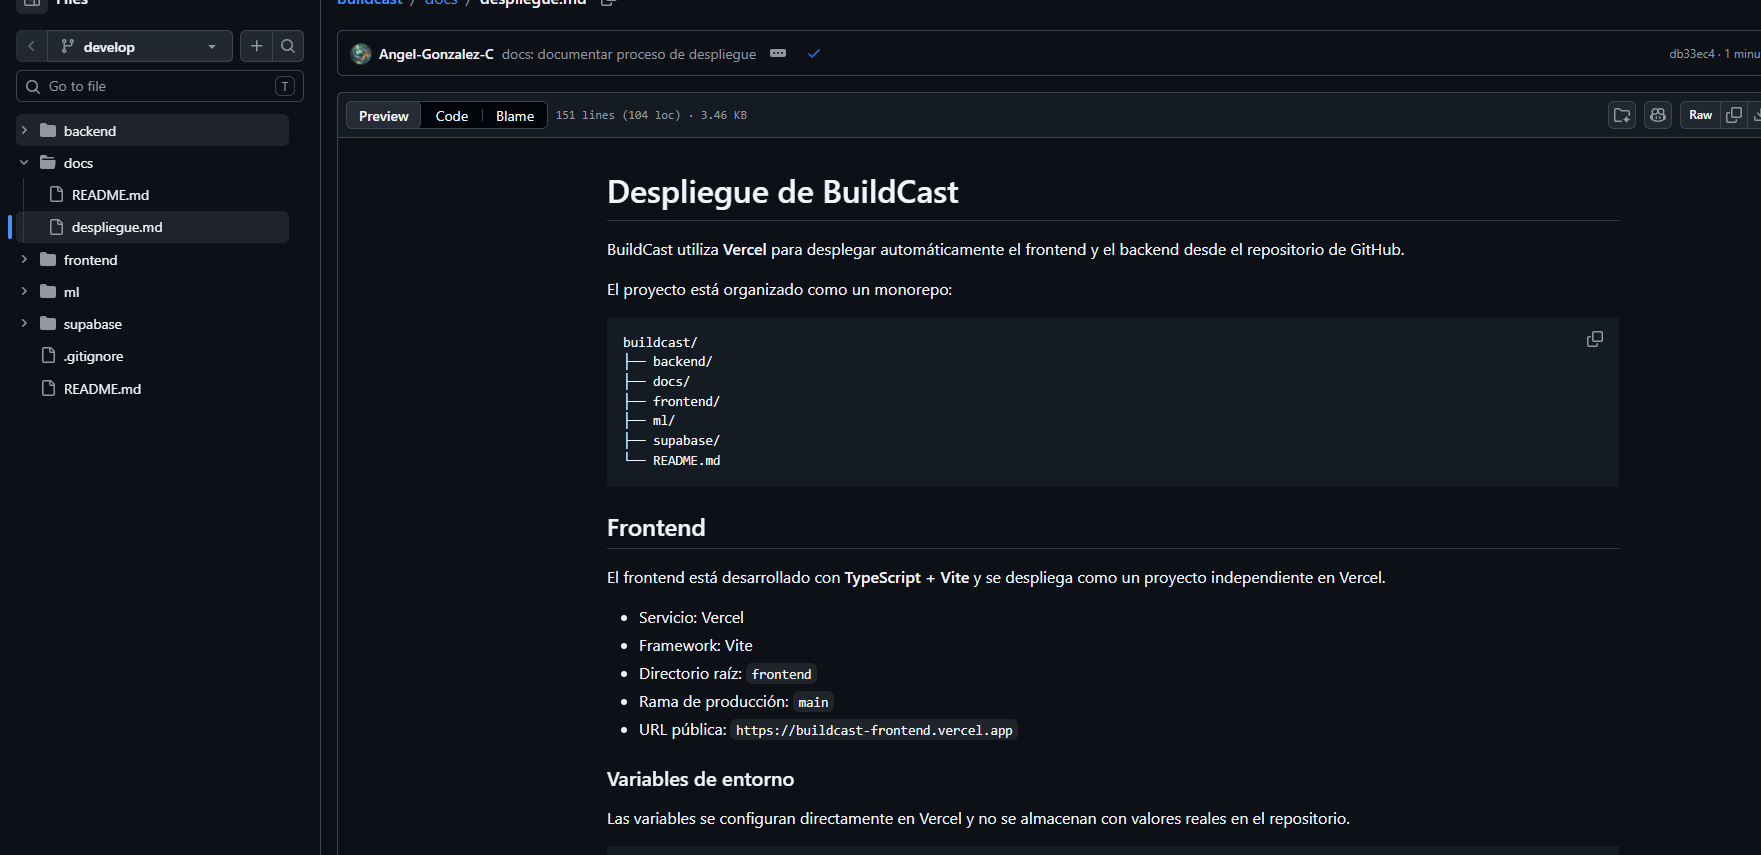 Files
buildcast / docs / despliegue.md
develop
Go to file
T
backend
docs
README.md
despliegue.md
frontend
ml
supabase
.gitignore
README.md
Angel-Gonzalez-C docs: documentar proceso de despliegue
db33ec4 · 1 minu
Preview Code Blame 151 lines (104 loc) · 3.46 KB
Raw
Despliegue de BuildCast
BuildCast utiliza Vercel para desplegar automáticamente el frontend y el backend desde el repositorio de GitHub.
El proyecto está organizado como un monorepo:
buildcast/
├── backend/
├── docs/
├── frontend/
├── ml/
├── supabase/
└── README.md
Frontend
El frontend está desarrollado con TypeScript + Vite y se despliega como un proyecto independiente en Vercel.
• Servicio: Vercel
• Framework: Vite
• Directorio raíz: frontend
• Rama de producción: main
• URL pública: https://buildcast-frontend.vercel.app
Variables de entorno
Las variables se configuran directamente en Vercel y no se almacenan con valores reales en el repositorio.